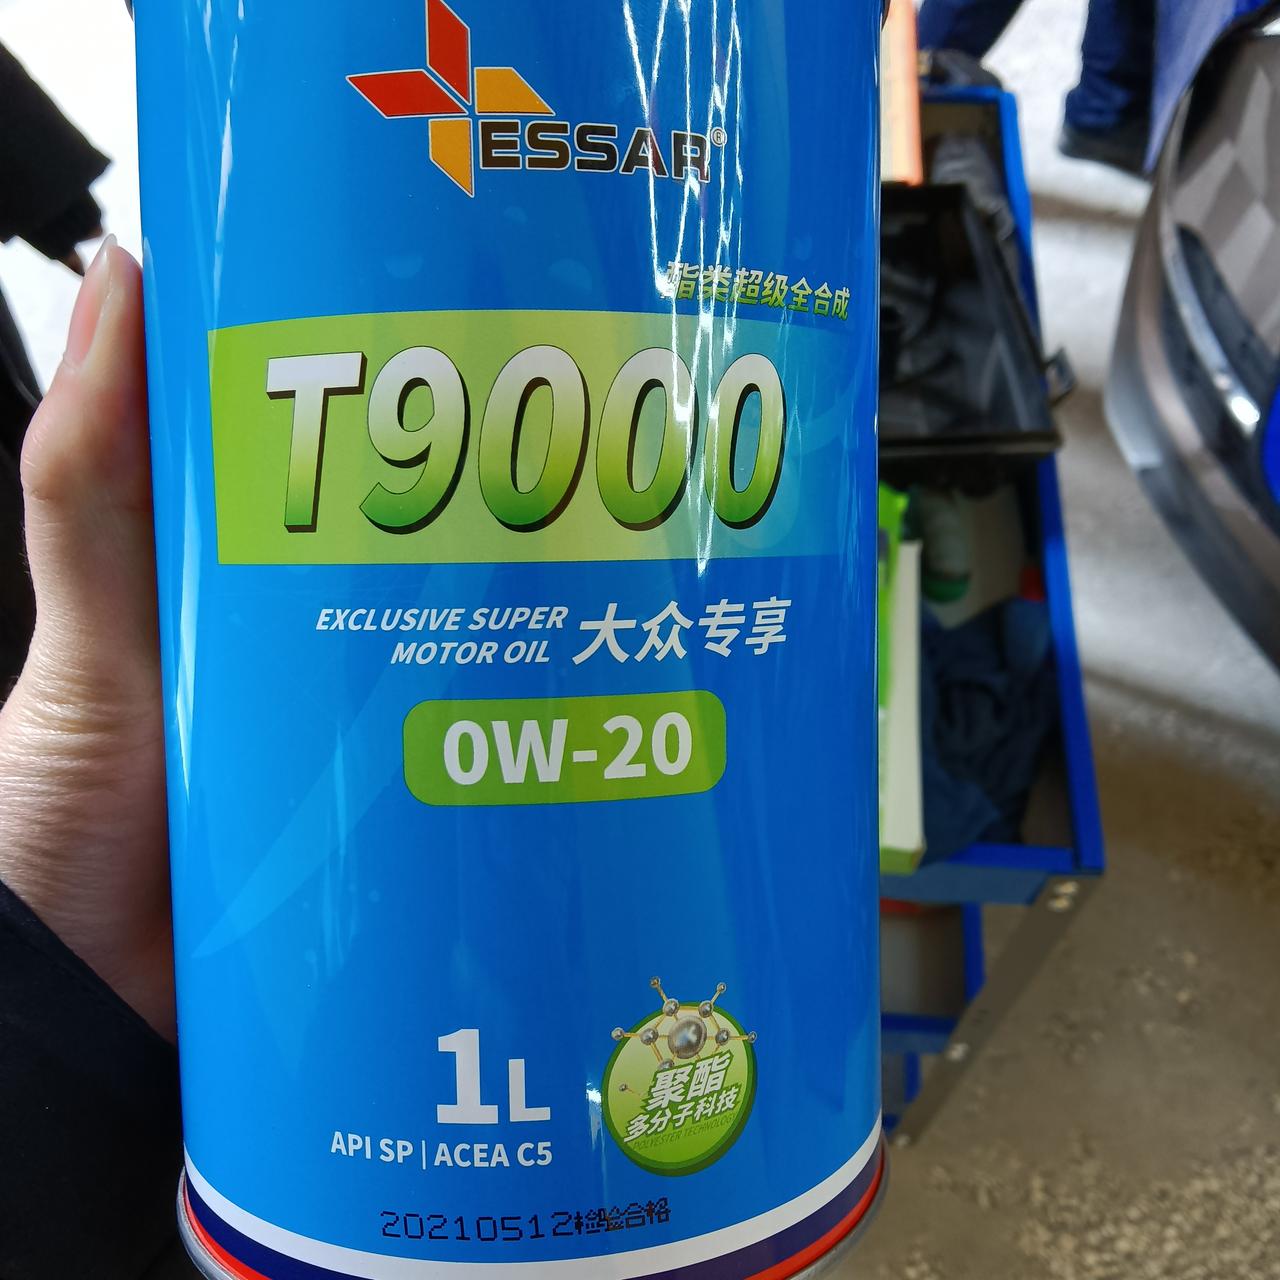 ESSAR®
酯类超级全合成
T9000
EXCLUSIVE SUPER
MOTOR OIL
大众专享
0W-20
1L
API SP | ACEA C5
聚酯
多分子科技
POLYESTER TECHNOLOGY
20210512检验合格